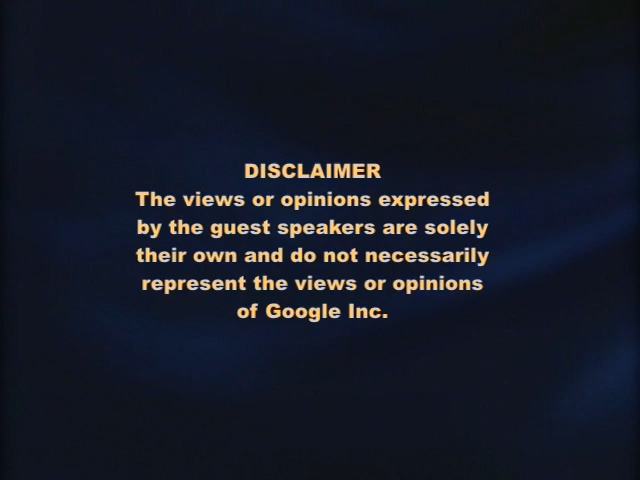 DISCLAIMER
The views or opinions expressed
by the guest speakers are solely
their own and do not necessarily
represent the views or opinions
of Google Inc.